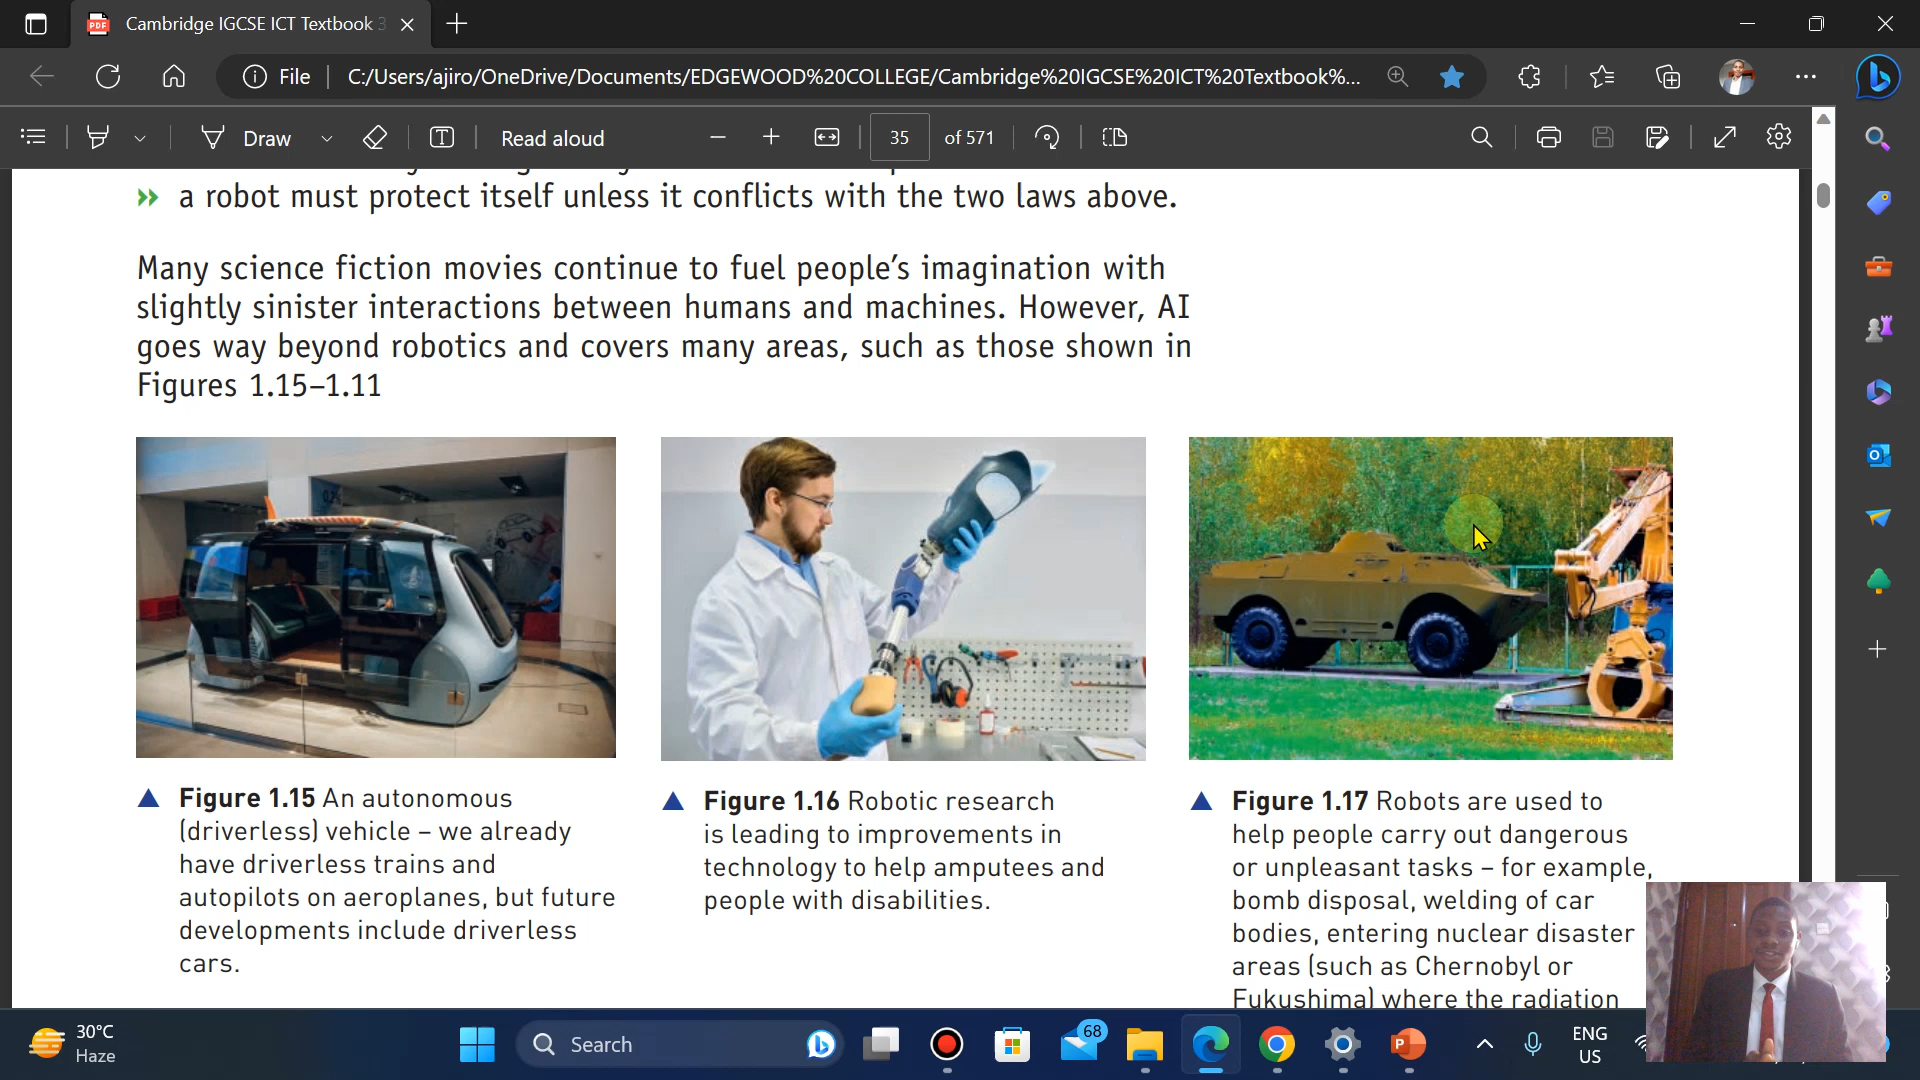 Cambridge IGCSE ICT Textbook 3
File
C:/Users/ajiro/OneDrive/Documents/EDGEWOOD%20COLLEGE/Cambridge%20IGCSE%20ICT%20Textbook%...
Draw
Read aloud
35
of 571
a robot must protect itself unless it conflicts with the two laws above.
Many science fiction movies continue to fuel people's imagination with
slightly sinister interactions between humans and machines. However, AI
goes way beyond robotics and covers many areas, such as those shown in
Figures 1.15–1.11
Figure 1.15 An autonomous
(driverless) vehicle – we already
have driverless trains and
autopilots on aeroplanes, but future
developments include driverless
cars.
Figure 1.16 Robotic research
is leading to improvements in
technology to help amputees and
people with disabilities.
Figure 1.17 Robots are used to
help people carry out dangerous
or unpleasant tasks – for example,
bomb disposal, welding of car
bodies, entering nuclear disaster
areas (such as Chernobyl or
Fukushima) where the radiation
30°C
Haze
Search
68
ENG
US